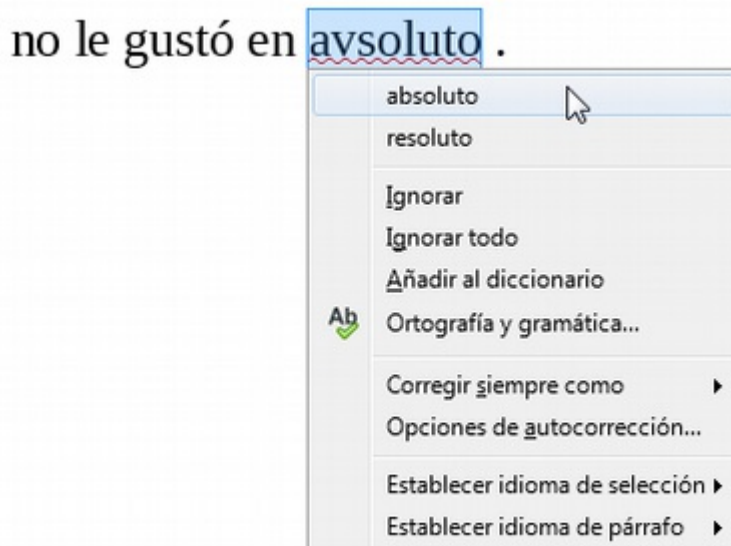 no le gustó en avsoluto .
absoluto
resoluto
Ignorar
Ignorar todo
Añadir al diccionario
Ab
Ortografía y gramática...
Corregir siempre como
Opciones de autocorrección...
Establecer idioma de selección
Establecer idioma de párrafo